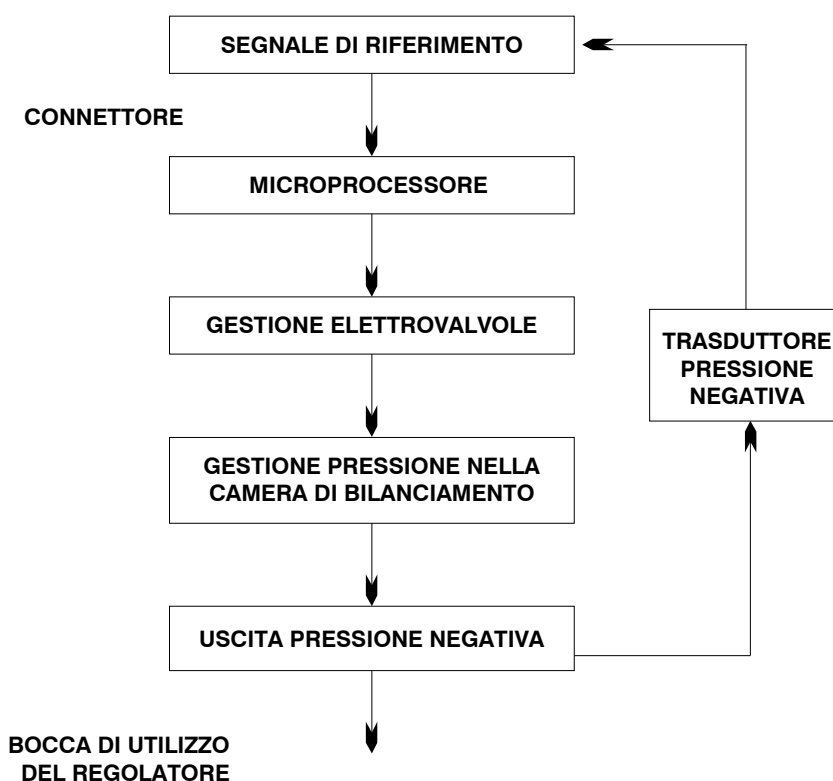 SEGNALE DI RIFERIMENTO
CONNETTORE
MICROPROCESSORE
GESTIONE ELETTROVALVOLE
TRASDUTTORE
PRESSIONE
NEGATIVA
GESTIONE PRESSIONE NELLA
CAMERA DI BILANCIAMENTO
USCITA PRESSIONE NEGATIVA
BOCCA DI UTILIZZO
DEL REGOLATORE